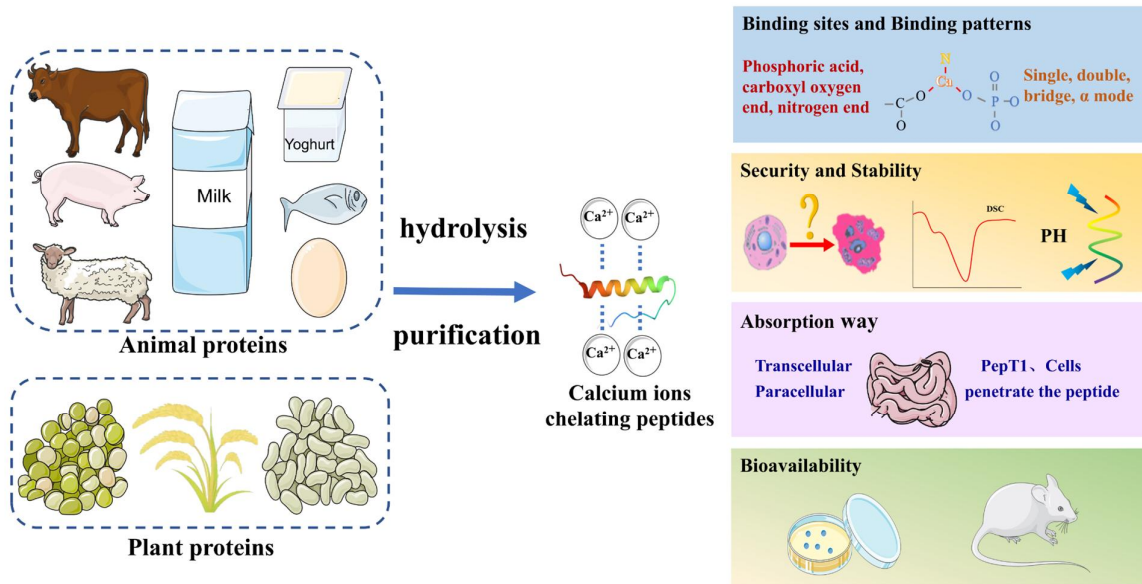 Yoghurt
Milk
Animal proteins
Plant proteins
hydrolysis
purification
Ca²⁺ Ca²⁺
Ca²⁺ Ca²⁺
Calcium ions
chelating peptides
Binding sites and Binding patterns
Phosphoric acid,
carboxyl oxygen
end, nitrogen end
N
Ca
C O O P O
O O
O
Single, double,
bridge, α mode
Security and Stability
?
DSC
PH
Absorption way
Transcellular
Paracellular
PepT1、Cells
penetrate the peptide
Bioavailability